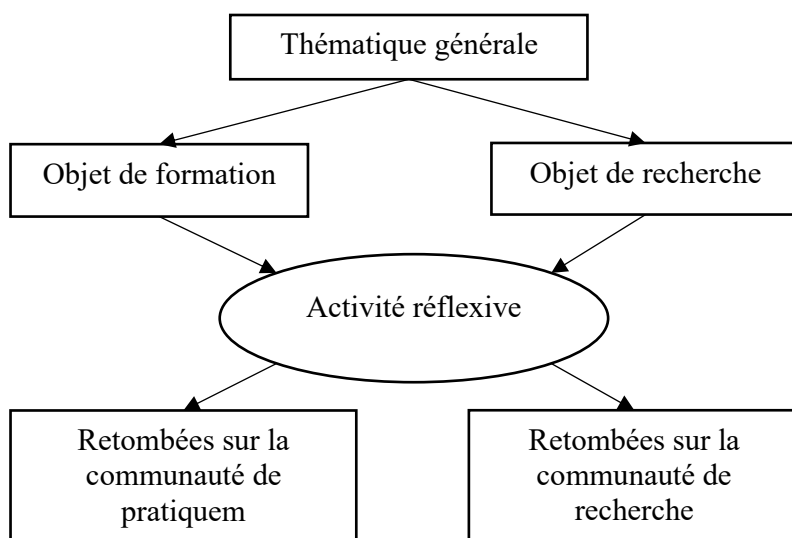 Thématique générale
Objet de formation
Objet de recherche
Activité réflexive
Retombées sur la
communauté de
pratiquem
Retombées sur la
communauté de
recherche